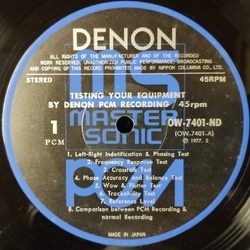 DENON
ALL RIGHTS OF THE MANUFACTURER AND OF THE RECORDED
WORK RESERVED UNAUTHORIZED PUBLIC PERFORMANCE, BROADCASTING
AND COPYING OF THIS RECORD PROHIBITED MADE BY NIPPON COLUMBIA CO., LTD.
STEREO 45RPM
TESTING YOUR EQUIPMENT
BY DENON PCM RECORDING / 45rpm
1 OW-7401-ND
PCM (OW-7401-A)
℗ 1977. 8
MASTER
SONIC
PCM
1. Left-Right Indetification & Phasing Test
2. Frequency Response Test
3. Crosstalk Test
4. Phase Accuracy and Balance Test
5. Wow & Flutter Test
6. Trackability Test
7. Reference Level
8. Comparison between PCM Recording &
normal Recording
MADE IN JAPAN